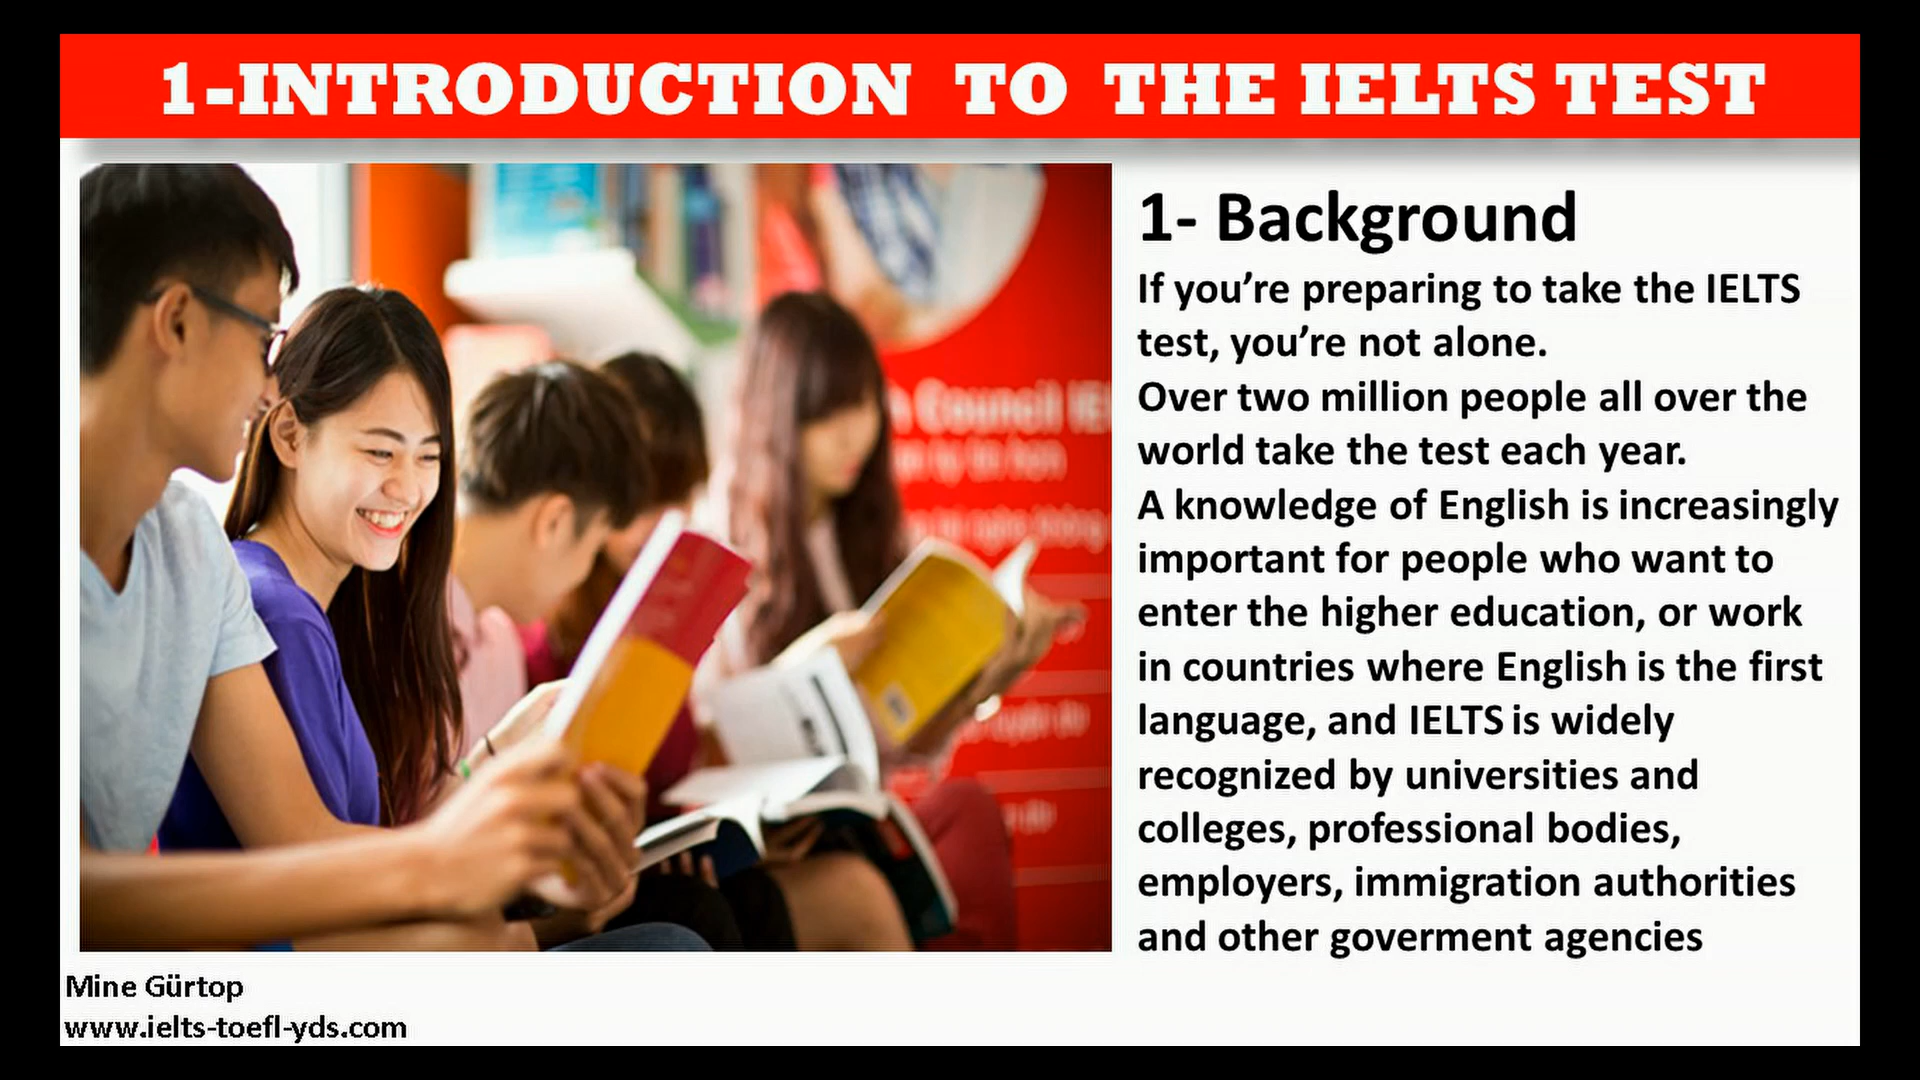 1-INTRODUCTION TO THE IELTS TEST
1- Background
If you’re preparing to take the IELTS
test, you’re not alone.
Over two million people all over the
world take the test each year.
A knowledge of English is increasingly
important for people who want to
enter the higher education, or work
in countries where English is the first
language, and IELTS is widely
recognized by universities and
colleges, professional bodies,
employers, immigration authorities
and other goverment agencies
Council
Mine Gürtop
www.ielts-toefl-yds.com